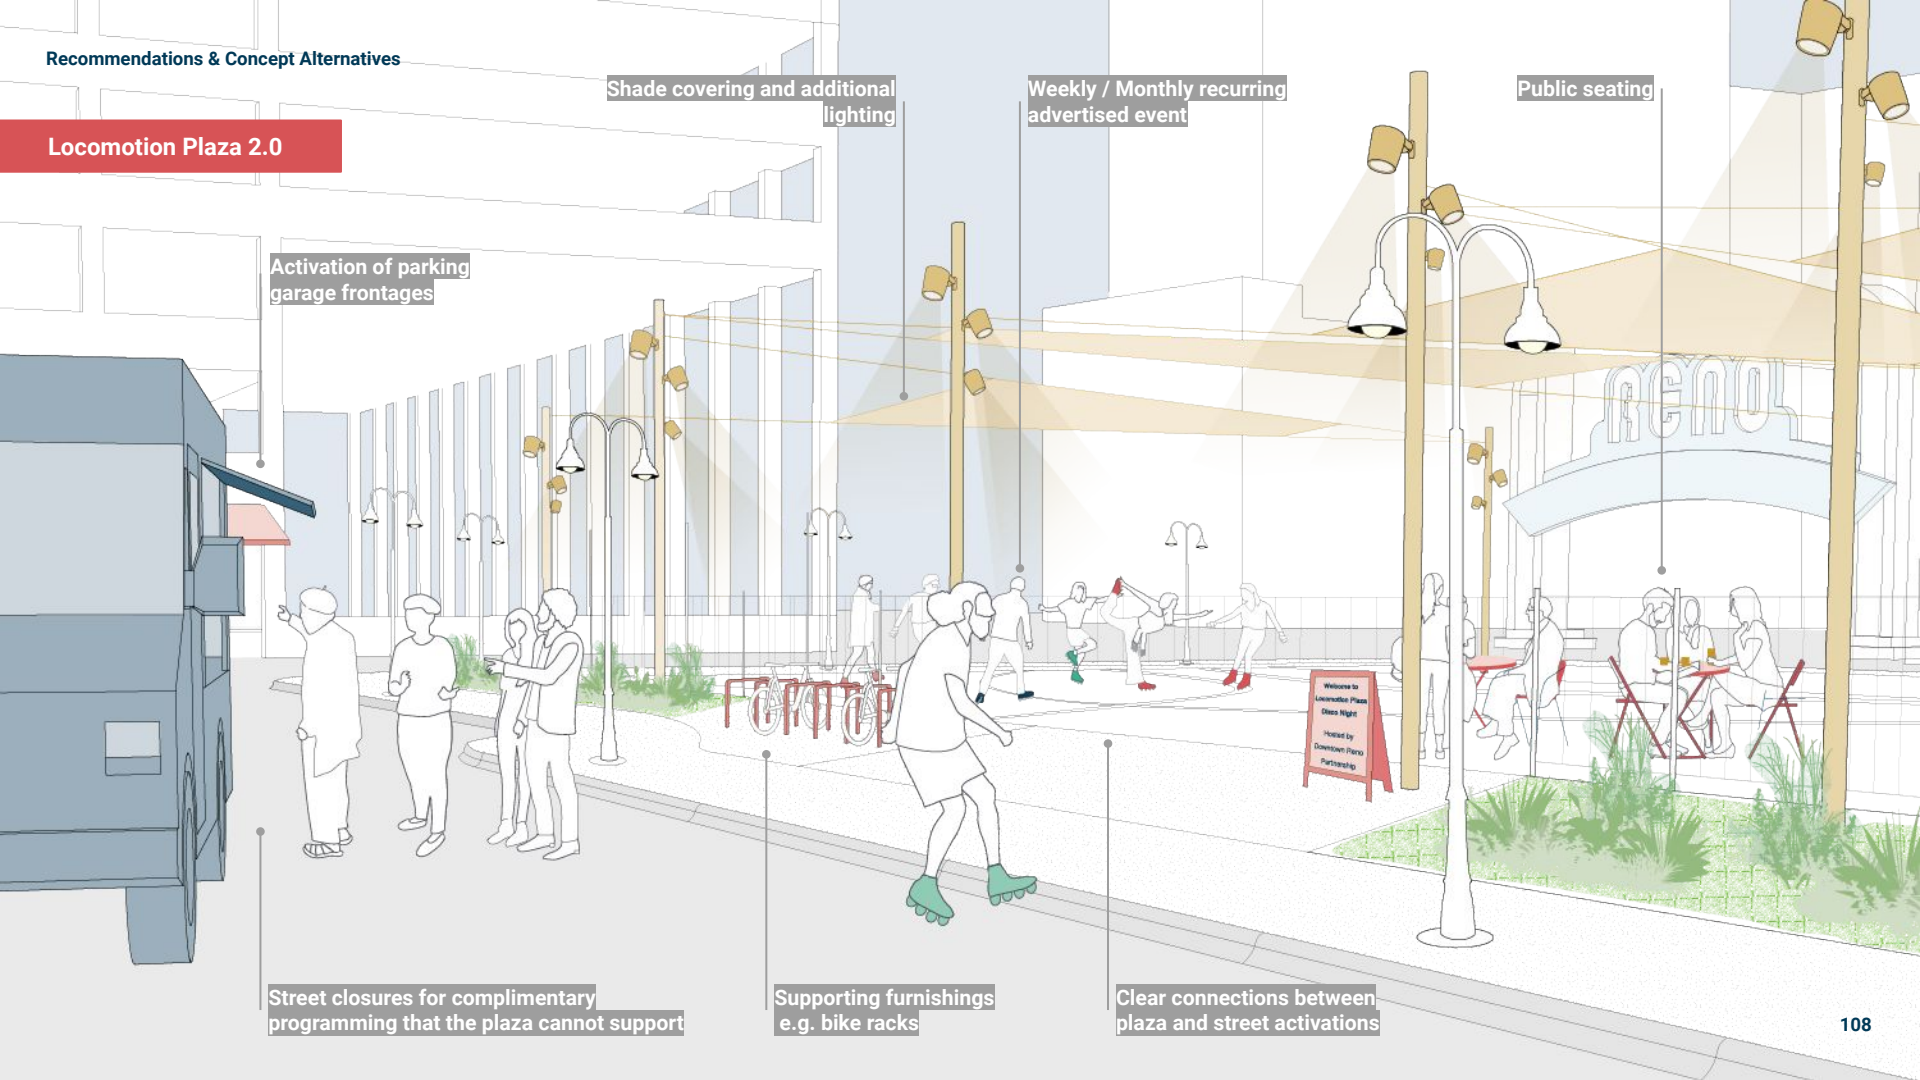 Recommendations & Concept Alternatives
Locomotion Plaza 2.0
Shade covering and additional
lighting
Weekly / Monthly recurring
advertised event
Public seating
Activation of parking
garage frontages
RENO
Welcome to
Locomotion Plaza
Disco Night
Hosted by
Downtown Reno
Partnership
Street closures for complimentary
programming that the plaza cannot support
Supporting furnishings
e.g. bike racks
Clear connections between
plaza and street activations
108